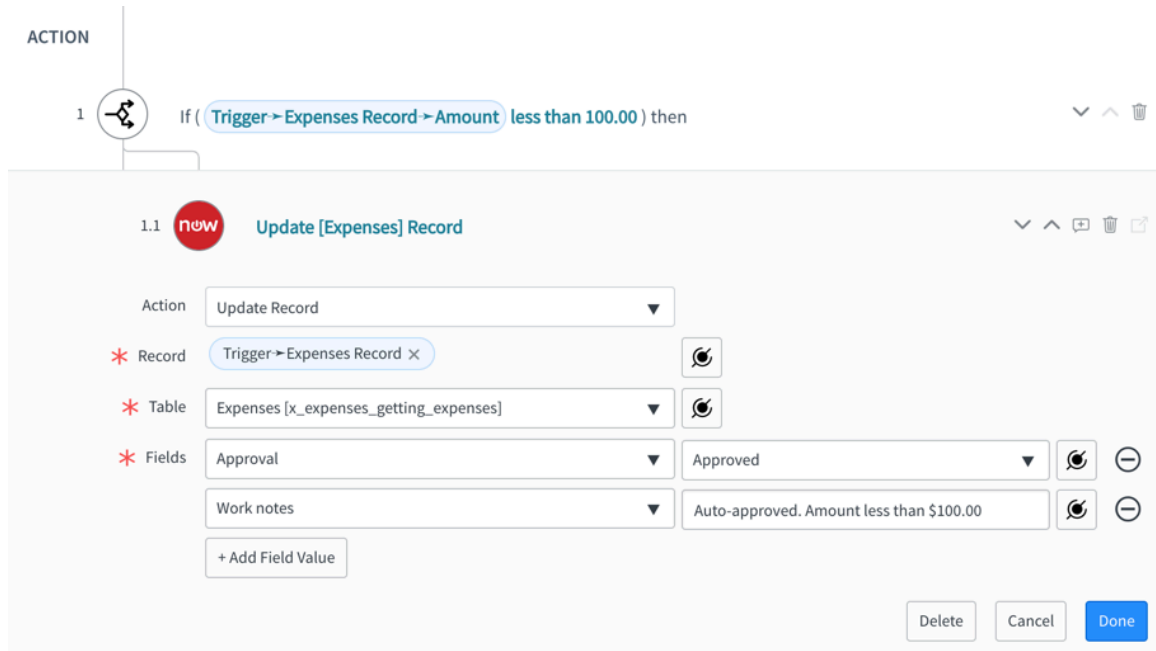 ACTION
1 If ( Trigger➛Expenses Record➛Amount less than 100.00 ) then
1.1 now Update [Expenses] Record
Action Update Record
* Record Trigger➛Expenses Record ×
* Table Expenses [x_expenses_getting_expenses]
* Fields Approval Approved
Work notes Auto-approved. Amount less than $100.00
+ Add Field Value
Delete Cancel Done